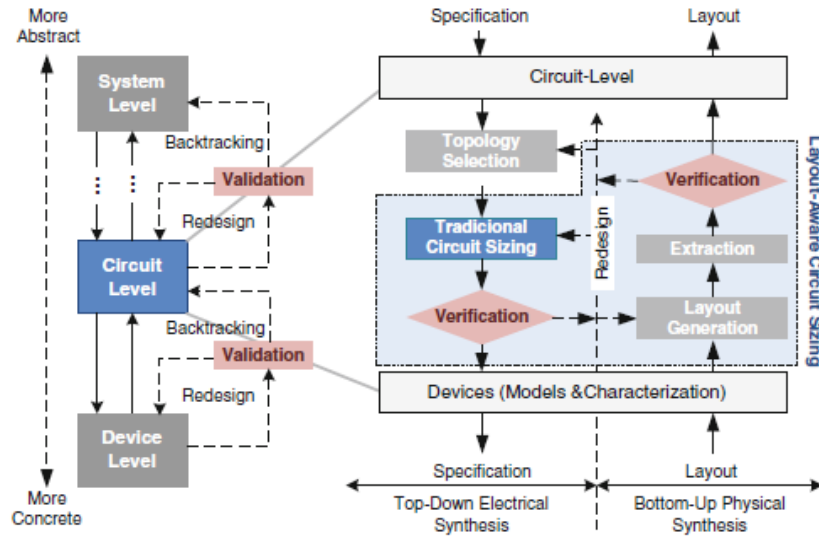 More
Abstract
System
Level
Backtracking
Validation
Redesign
Circuit
Level
Backtracking
Validation
Redesign
Device
Level
More
Concrete
Specification
Layout
Circuit-Level
Topology
Selection
Verification
Tradicional
Circuit Sizing
Redesign
Extraction
Verification
Layout
Generation
Layout-Aware Circuit Sizing
Devices (Models &Characterization)
Specification
Layout
Top-Down Electrical
Synthesis
Bottom-Up Physical
Synthesis